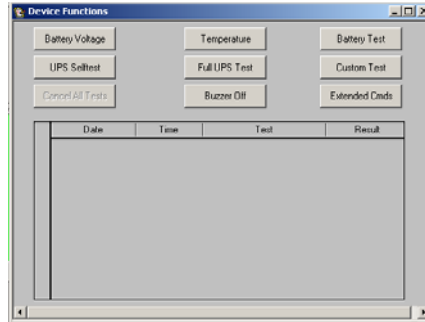 Device Functions
Battery Voltage Temperature Battery Test
UPS Selftest Full UPS Test Custom Test
Cancel All Tests Buzzer Off Extended Cmds
Date Time Test Result